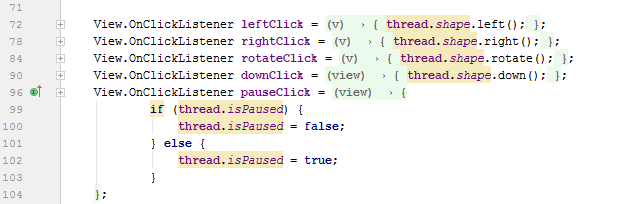 71
72 View.OnClickListener leftClick = (v) → { thread.shape.left(); };
78 View.OnClickListener rightClick = (v) → { thread.shape.right(); };
84 View.OnClickListener rotateClick = (v) → { thread.shape.rotate(); };
90 View.OnClickListener downClick = (view) → { thread.shape.down(); };
96 View.OnClickListener pauseClick = (view) → {
99 if (thread.isPaused) {
100 thread.isPaused = false;
101 } else {
102 thread.isPaused = true;
103 }
104 };